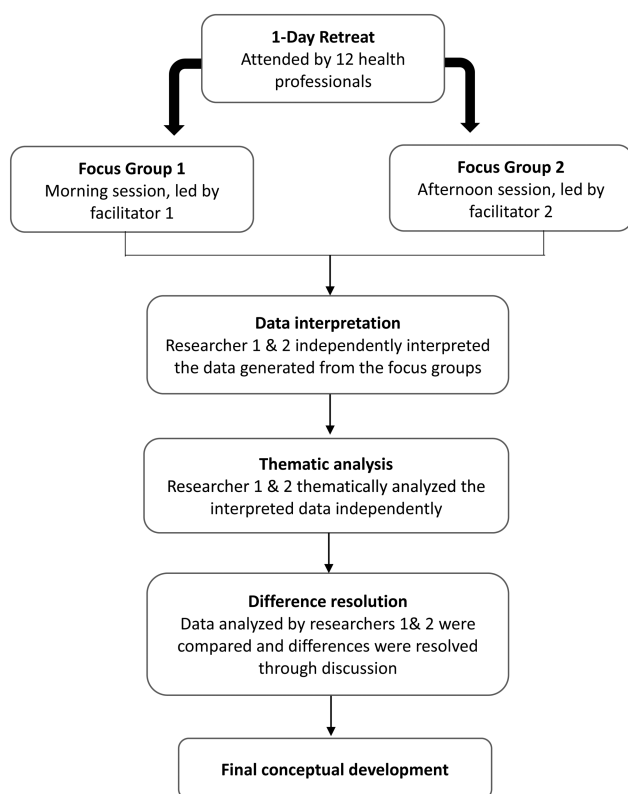 1-Day Retreat
Attended by 12 health
professionals
Focus Group 1
Morning session, led by
facilitator 1
Focus Group 2
Afternoon session, led by
facilitator 2
Data interpretation
Researcher 1 & 2 independently interpreted
the data generated from the focus groups
Thematic analysis
Researcher 1 & 2 thematically analyzed the
interpreted data independently
Difference resolution
Data analyzed by researchers 1& 2 were
compared and differences were resolved
through discussion
Final conceptual development